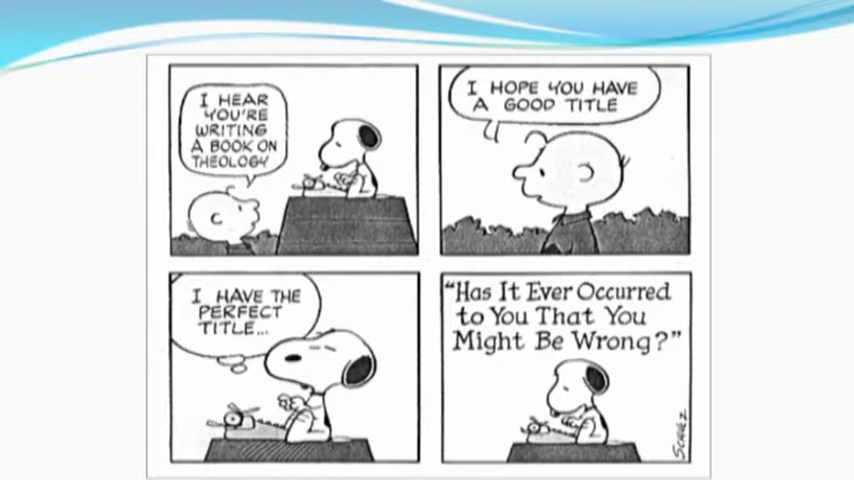 I HEAR
YOU'RE
WRITING
A BOOK ON
THEOLOGY
I HOPE YOU HAVE
A GOOD TITLE
I HAVE THE
PERFECT
TITLE...
"Has It Ever Occurred
to You That You
Might Be Wrong?"
SCHULZ